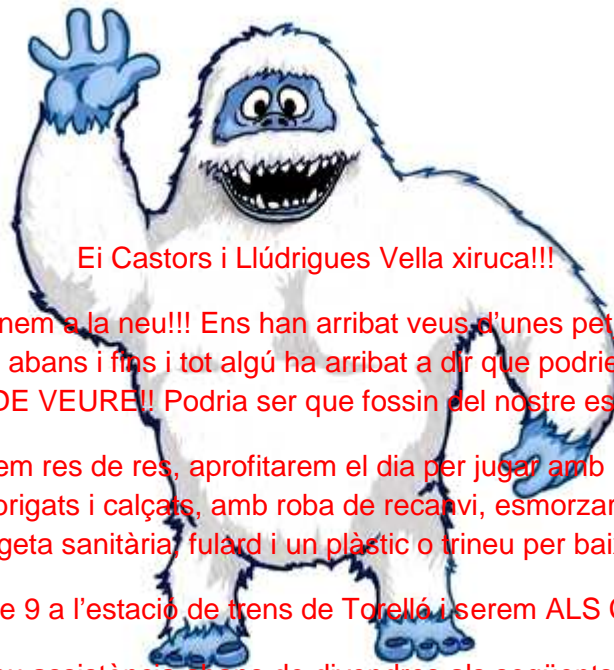 Ei Castors i Llúdrigues Vella xiruca!!!
nem a la neu!!! Ens han arribat veus d'unes pet
abans i fins i tot algú ha arribat a dir que podrie
DE VEURE!! Podria ser que fossin del nostre es
em res de res, aprofitarem el dia per jugar amb
origats i calçats, amb roba de recanvi, esmorzar
geta sanitària, fulard i un plàstic o trineu per baix
e 9 a l'estació de trens de Torelló i serem ALS